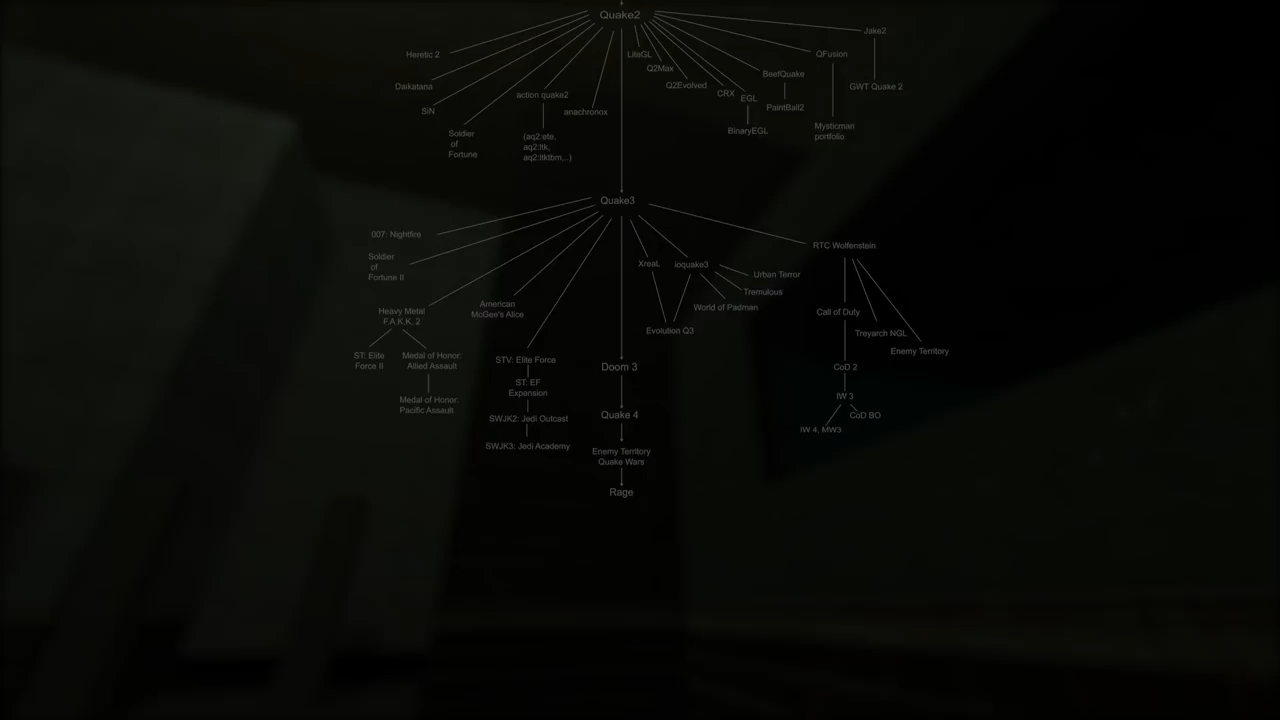 Quake2
Jake2
Heretic 2
LiteGL
QFusion
Q2Max
BeefQuake
Daikatana
Q2Evolved
GWT Quake 2
action quake2
CRX
EGL
SiN
anachronox
PaintBall2
Soldier
of
Fortune
(aq2:ete,
aq2:ltk,
aq2:ltktbm,..)
BinaryEGL
Mysticman
portfolio
Quake3
007: Nightfire
RTC Wolfenstein
Soldier
of
Fortune II
XreaL
ioquake3
Urban Terror
Tremulous
American
McGee's Alice
World of Padman
Heavy Metal
F.A.K.K. 2
Call of Duty
Evolution Q3
Treyarch NGL
Enemy Territory
ST: Elite
Force II
Medal of Honor:
Allied Assault
STV: Elite Force
Doom 3
CoD 2
ST: EF
Expansion
Medal of Honor:
Pacific Assault
IW 3
SWJK2: Jedi Outcast
Quake 4
CoD BO
IW 4, MW3
SWJK3: Jedi Academy
Enemy Territory
Quake Wars
Rage